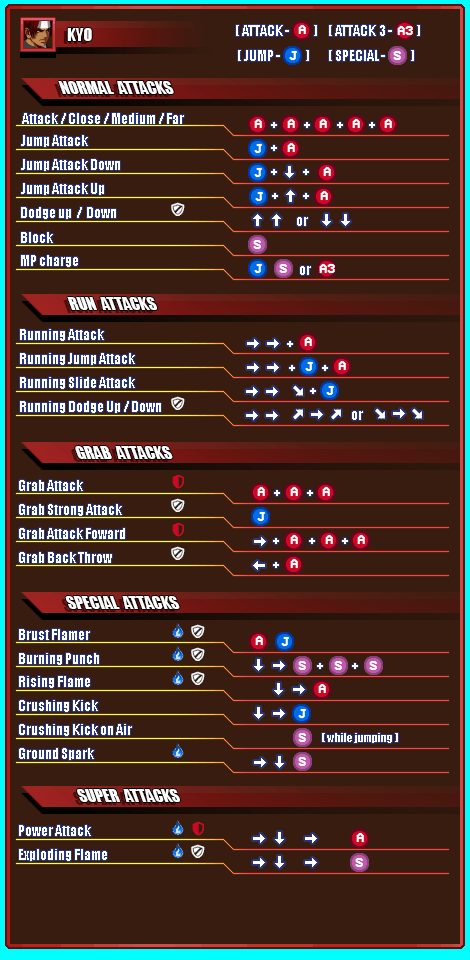 KYO
[ ATTACK - A ] [ ATTACK 3 - A3 ]
[ JUMP - J ] [ SPECIAL - S ]
NORMAL ATTACKS
Attack / Close / Medium / Far A + A + A + A + A
Jump Attack J + A
Jump Attack Down J + ↓ + A
Jump Attack Up J + ↑ + A
Dodge up / Down ↑ ↑ or ↓ ↓
Block S
MP charge J S or A3
RUN ATTACKS
Running Attack → → + A
Running Jump Attack → → + J + A
Running Slide Attack → → ↘ + J
Running Dodge Up / Down → → ↗ → ↗ or ↘ → ↘
GRAB ATTACKS
Grab Attack A + A + A
Grab Strong Attack J
Grab Attack Foward → + A + A + A
Grab Back Throw ← + A
SPECIAL ATTACKS
Brust Flamer A J
Burning Punch ↓ → S + S + S
Rising Flame ↓ → A
Crushing Kick ↓ → J
Crushing Kick on Air S [ while jumping ]
Ground Spark → ↓ S
SUPER ATTACKS
Power Attack → ↓ → A
Exploding Flame → ↓ → S